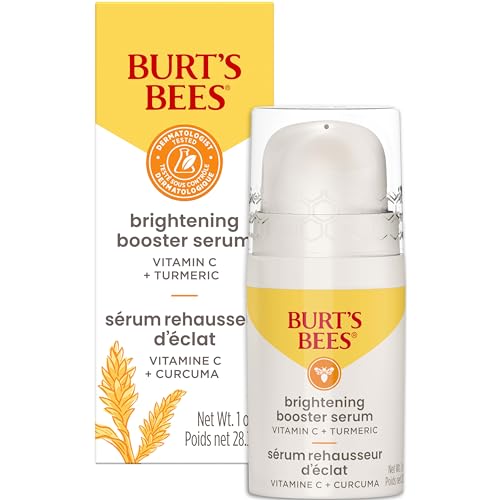 BURT'S
BEES®
DERMATOLOGIST
TESTED
TESTÉ SOUS CONTRÔLE
DERMATOLOGIQUE
brightening
booster serum
VITAMIN C
+ TURMERIC
sérum rehausseur
d'éclat
VITAMINE C
+ CURCUMA
Net Wt. 1
Poids net 28.
BURT'S
BEES®
brightening
booster serum
VITAMIN C + TURMERIC
sérum rehausseur
d'éclat
VITAMINE C + CURCUMA